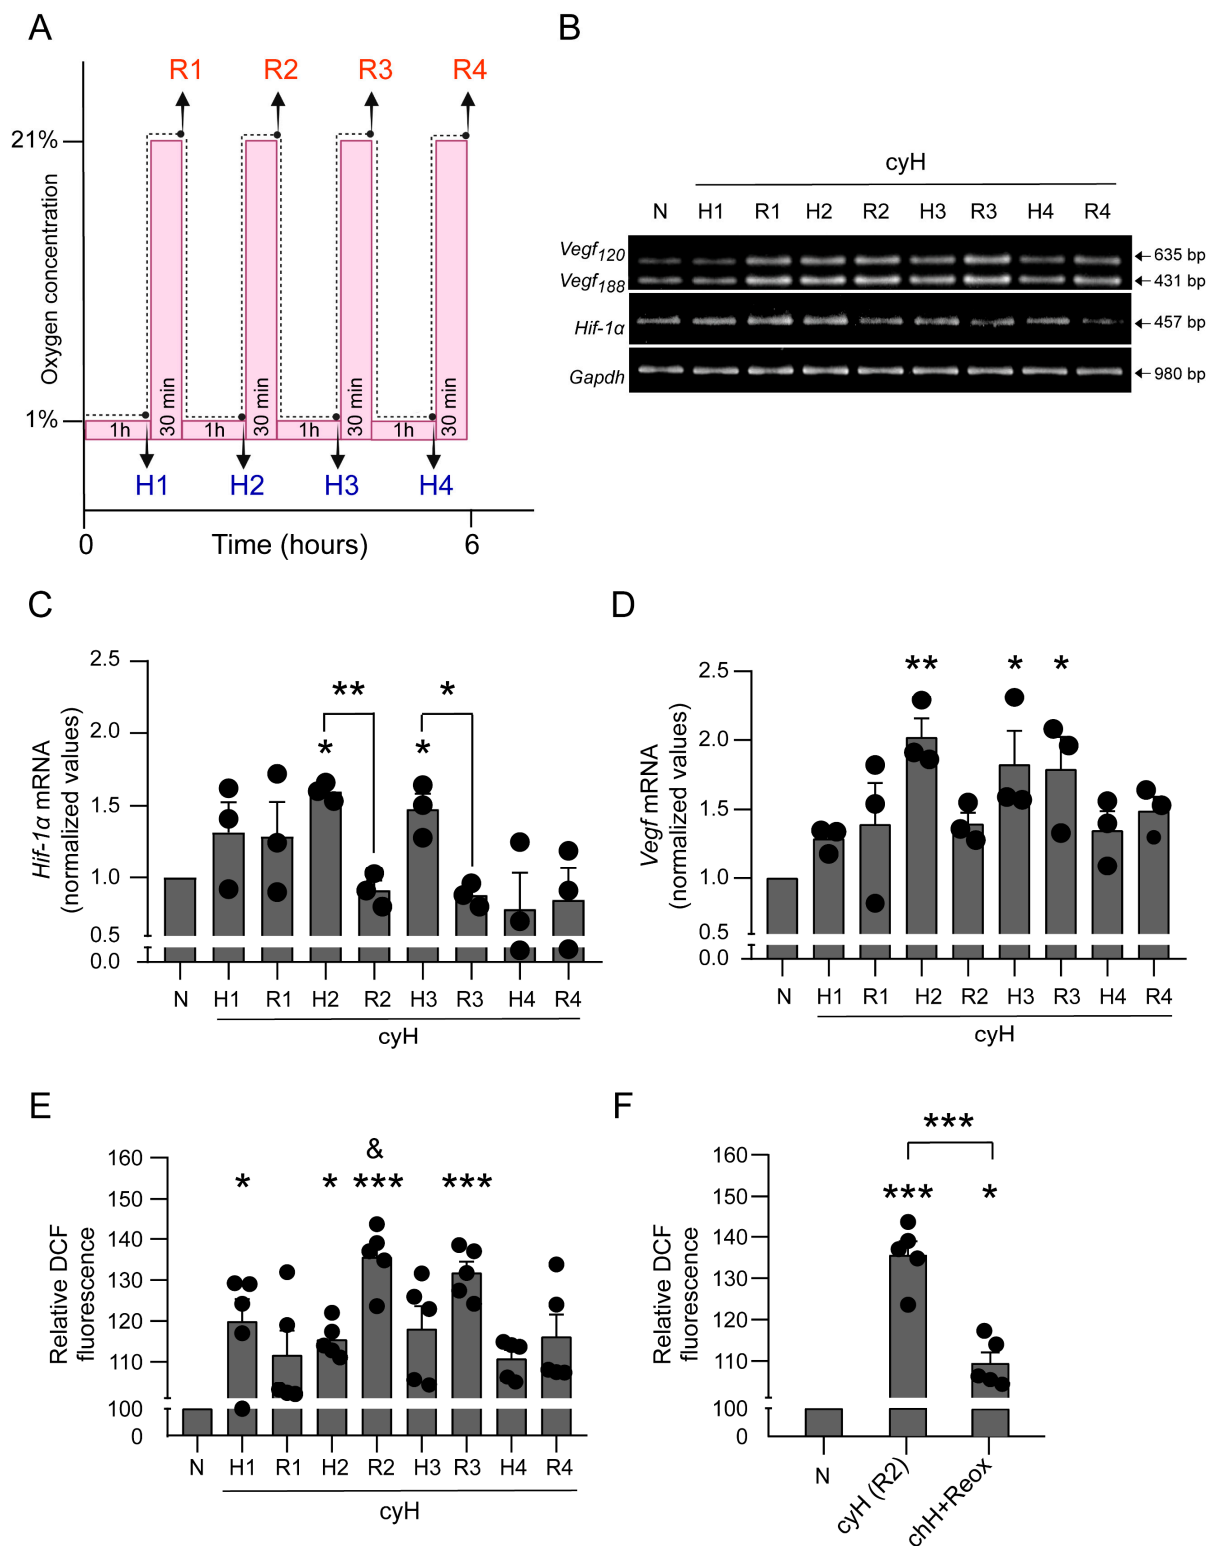 A
R1 R2 R3 R4
21%
Oxygen concentration
1%
1h 30 min 1h 30 min 1h 30 min 1h 30 min
H1 H2 H3 H4
0 Time (hours) 6
B
cyH
N H1 R1 H2 R2 H3 R3 H4 R4
Vegf120 ← 635 bp
Vegf188 ← 431 bp
Hif-1α ← 457 bp
Gapdh ← 980 bp
C
Hif-1α mRNA
(normalized values)
2.5
2.0
1.5
1.0
0.5
0.0
** *
* *
N H1 R1 H2 R2 H3 R3 H4 R4
cyH
D
Vegf mRNA
(normalized values)
2.5
2.0
1.5
1.0
0.5
0.0
** * *
N H1 R1 H2 R2 H3 R3 H4 R4
cyH
E
Relative DCF
fluorescence
160
150
140
130
120
110
100
0
&
* * *** ***
N H1 R1 H2 R2 H3 R3 H4 R4
cyH
F
Relative DCF
fluorescence
160
150
140
130
120
110
100
0
***
*** *
N cyH (R2) chH+Reox